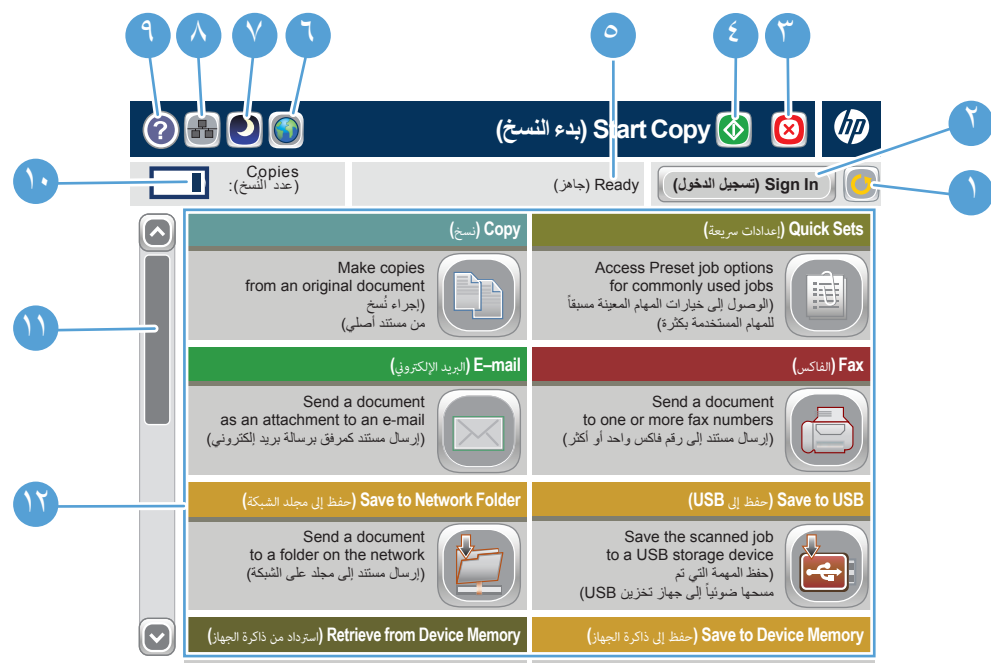 ٩ ٨ ٧ ٦ ٥ ٤ ٣
hp
Start Copy (بدء النسخ)
?
٢
١
Sign In (تسجيل الدخول)
Ready (جاهز)
Copies
(عدد النُسخ):
١٠
Quick Sets (إعدادات سريعة)
Access Preset job options
for commonly used jobs
(الوصول إلى خيارات المهام المعينة مسبقاً
للمهام المستخدمة بكثرة)
Copy (نسخ)
Make copies
from an original document
(إجراء نُسخ
من مستند أصلي)
١١
Fax (الفاكس)
Send a document
to one or more fax numbers
(إرسال مستند إلى رقم فاكس واحد أو أكثر)
E–mail (البريد الإلكتروني)
Send a document
as an attachment to an e-mail
(إرسال مستند كمرفق برسالة بريد إلكتروني)
١٢
Save to USB (حفظ إلى USB)
Save the scanned job
to a USB storage device
(حفظ المهمة التي تم
مسحها ضوئياً إلى جهاز تخزين USB)
Save to Network Folder (حفظ إلى مجلد الشبكة)
Send a document
to a folder on the network
(إرسال مستند إلى مجلد على الشبكة)
Save to Device Memory (حفظ إلى ذاكرة الجهاز)
Retrieve from Device Memory (استرداد من ذاكرة الجهاز)